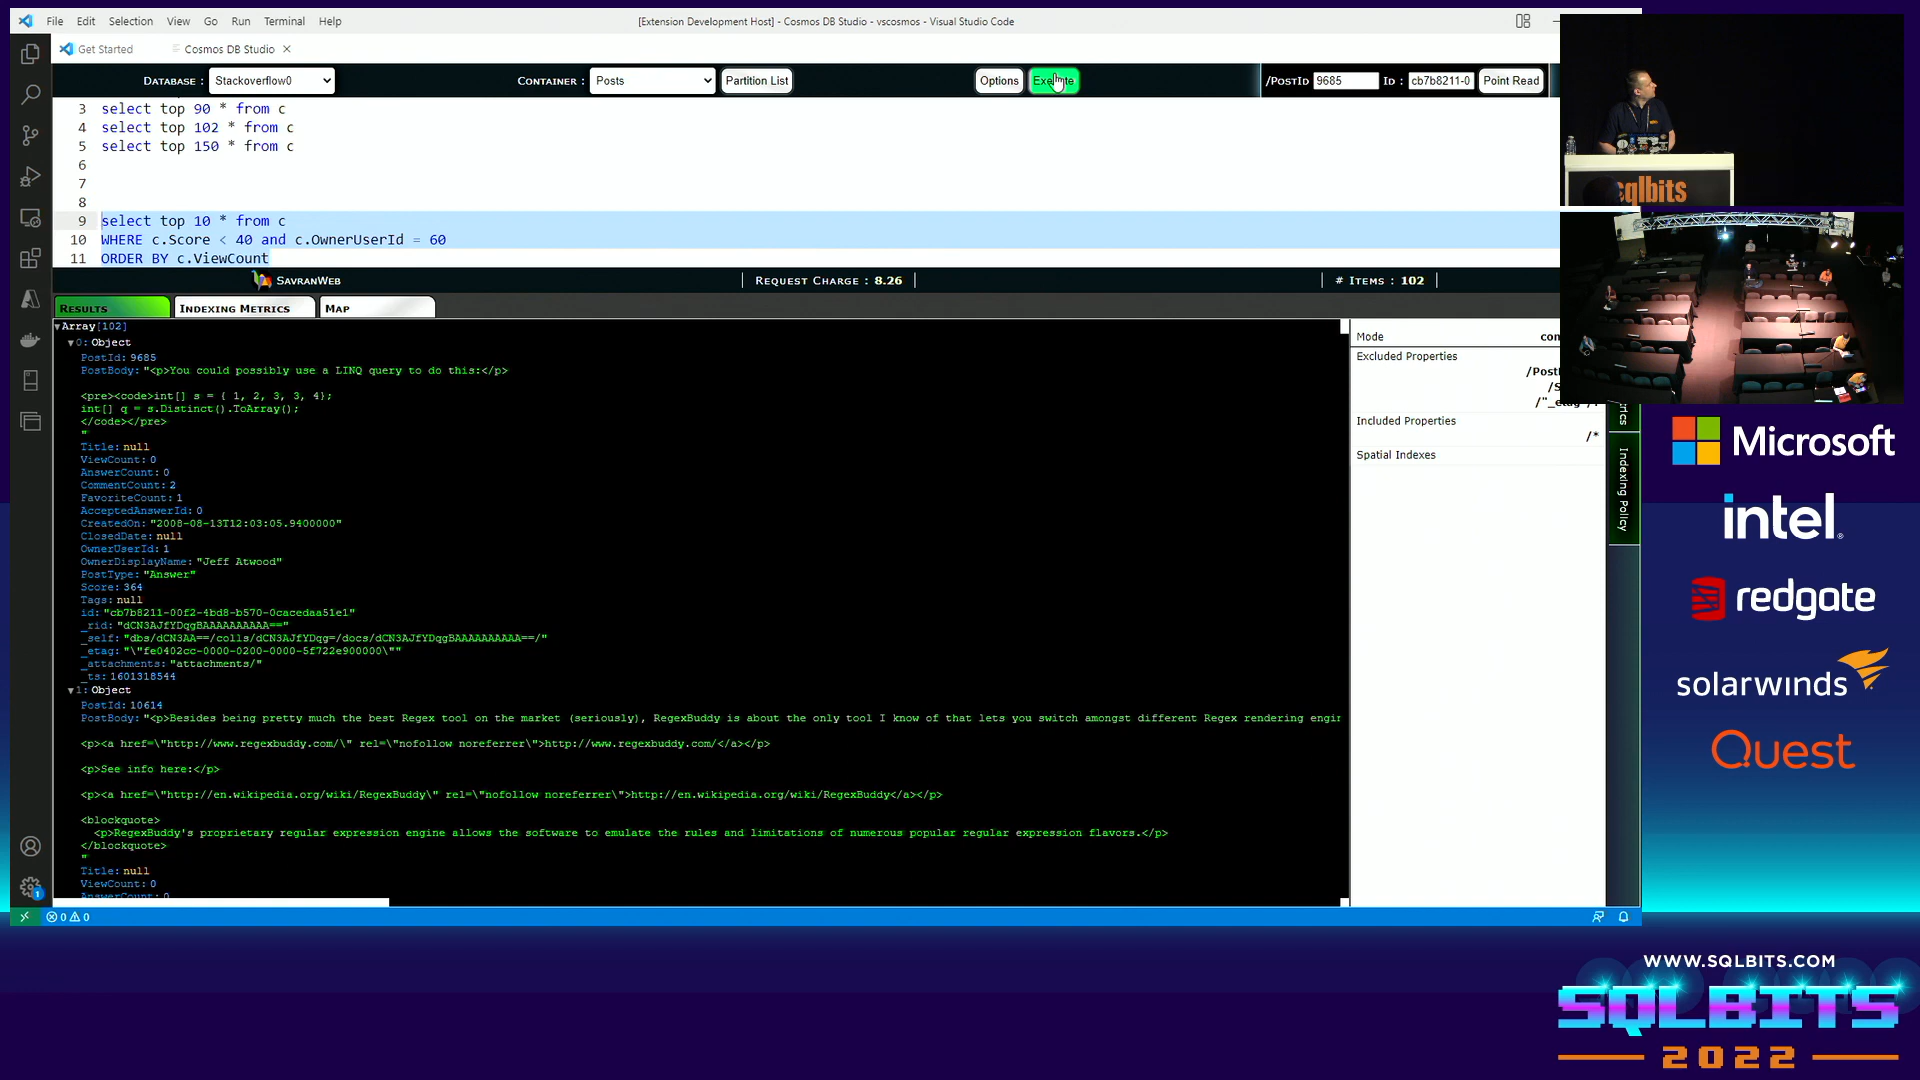 File Edit Selection View Go Run Terminal Help
[Extension Development Host] - Cosmos DB Studio - vscosmos - Visual Studio Code
Get Started
Cosmos DB Studio
DATABASE : Stackoverflow0
CONTAINER : Posts
Partition List
Options
Execute
/PostID 9685 ID : cb7b8211-0 Point Read
3 select top 90 * from c
4 select top 102 * from c
5 select top 150 * from c
6
7
8
9 select top 10 * from c
10 WHERE c.Score < 40 and c.OwnerUserId = 60
11 ORDER BY c.ViewCount
SAVRANWEB
REQUEST CHARGE : 8.26
# ITEMS : 102
RESULTS
INDEXING METRICS
MAP
Array[102]
0: Object
PostId: 9685
PostBody: "<p>You could possibly use a LINQ query to do this:</p>
<pre><code>int[] s = { 1, 2, 3, 3, 4};
int[] q = s.Distinct().ToArray();
</code></pre>
"
Title: null
ViewCount: 0
AnswerCount: 0
CommentCount: 2
FavoriteCount: 1
AcceptedAnswerId: 0
CreatedOn: "2008-08-13T12:03:05.9400000"
ClosedDate: null
OwnerUserId: 1
OwnerDisplayName: "Jeff Atwood"
PostType: "Answer"
Score: 364
Tags: null
id: "cb7b8211-00f2-4bd8-b570-0cacedaa51e1"
_rid: "dCN3AJfYDqgBAAAAAAAAAA=="
_self: "dbs/dCN3AA==/colls/dCN3AJfYDqg=/docs/dCN3AJfYDqgBAAAAAAAAAA==/"
_etag: "\"fe0402cc-0000-0200-0000-5f722e900000\""
_attachments: "attachments/"
_ts: 1601318544
1: Object
PostId: 10614
PostBody: "<p>Besides being pretty much the best Regex tool on the market (seriously), RegexBuddy is about the only tool I know of that lets you switch amongst different Regex rendering engin
<p><a href=\"http://www.regexbuddy.com/\" rel=\"nofollow noreferrer\">http://www.regexbuddy.com/</a></p>
<p>See info here:</p>
<p><a href=\"http://en.wikipedia.org/wiki/RegexBuddy\" rel=\"nofollow noreferrer\">http://en.wikipedia.org/wiki/RegexBuddy</a></p>
<blockquote>
<p>RegexBuddy's proprietary regular expression engine allows the software to emulate the rules and limitations of numerous popular regular expression flavors.</p>
</blockquote>
"
Title: null
ViewCount: 0
AnswerCount: 0
Mode con
Excluded Properties
/Post
/S
/"_etag"/?
Included Properties
/*
Spatial Indexes
Indexing Policy
0 0
1
sqlbits
Microsoft
intel.
redgate
solarwinds
Quest
WWW.SQLBITS.COM
SQLBITS
2022